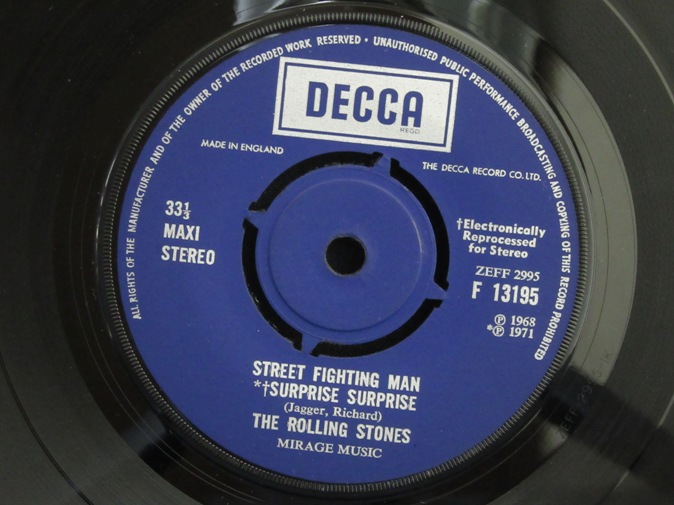 ALL RIGHTS OF THE MANUFACTURER AND OF THE OWNER OF THE RECORDED WORK RESERVED • UNAUTHORISED PUBLIC PERFORMANCE BROADCASTING AND COPYING OF THIS RECORD PROHIBITED
DECCA
REGD
MADE IN ENGLAND
THE DECCA RECORD CO. LTD.
33⅓
MAXI
STEREO
†Electronically
Reprocessed
for Stereo
ZEFF 2995
F 13195
℗ 1968
*℗ 1971
STREET FIGHTING MAN
*†SURPRISE SURPRISE
(Jagger, Richard)
THE ROLLING STONES
MIRAGE MUSIC